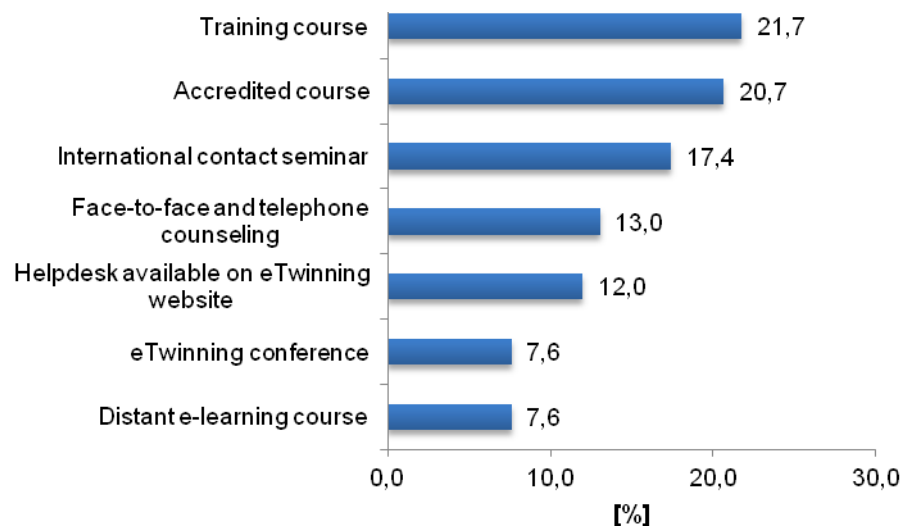 Training course
21,7
Accredited course
20,7
International contact seminar
17,4
Face-to-face and telephone
counseling
13,0
Helpdesk available on eTwinning
website
12,0
eTwinning conference
7,6
Distant e-learning course
7,6
0,0 10,0 20,0 30,0
[%]